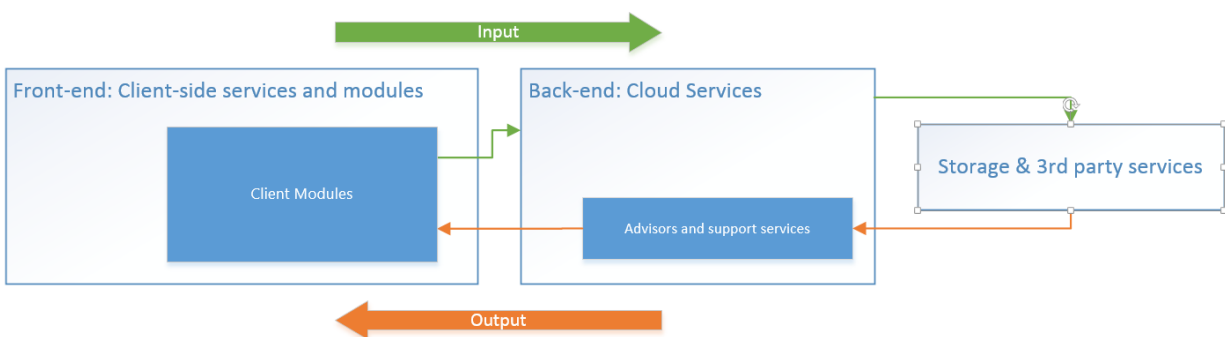 Input
Front-end: Client-side services and modules
Back-end: Cloud Services
Client Modules
Storage & 3rd party services
Advisors and support services
Output